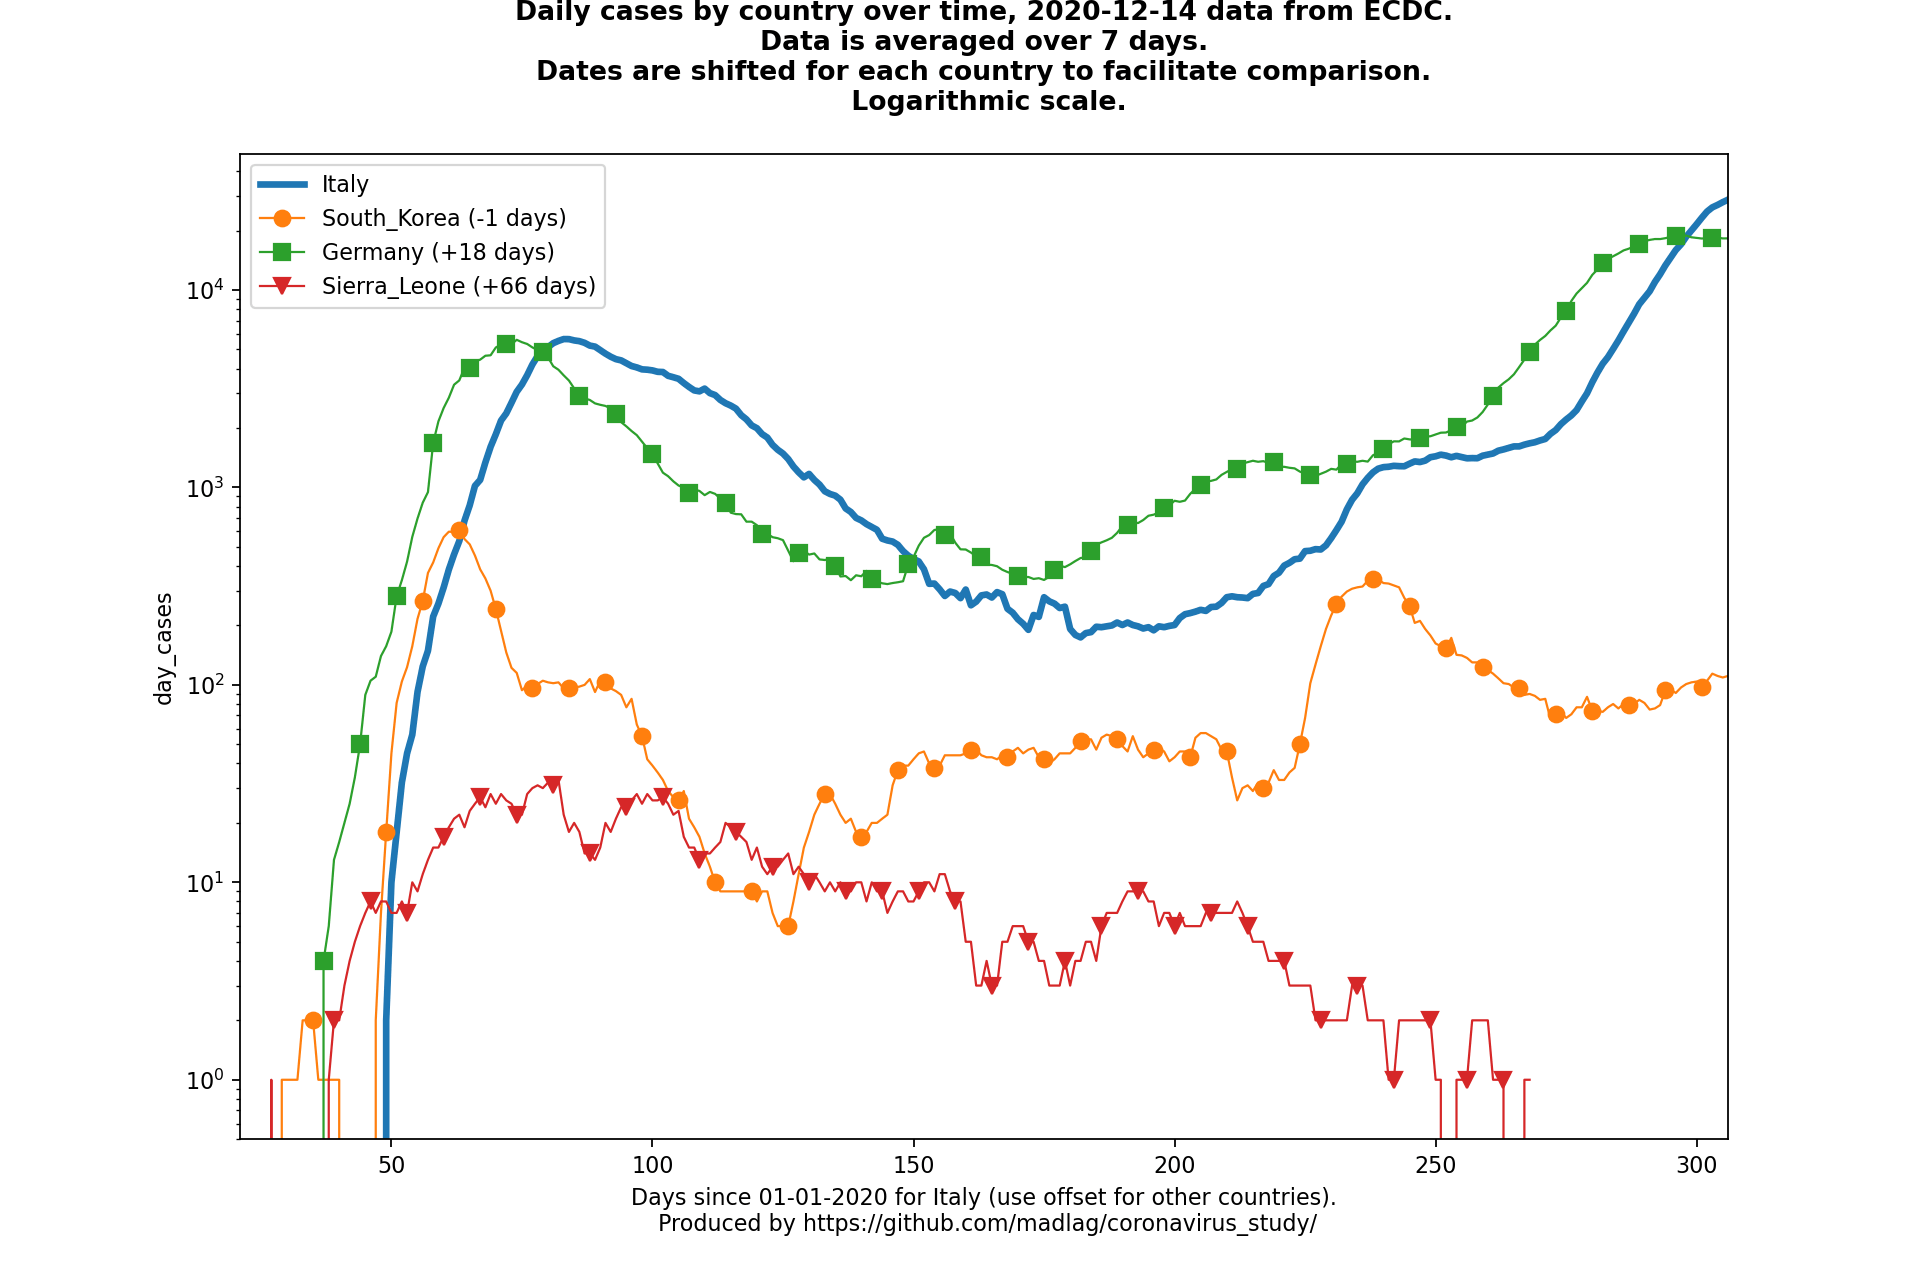 Daily cases by country over time, 2020-12-14 data from ECDC.
Data is averaged over 7 days.
Dates are shifted for each country to facilitate comparison.
Logarithmic scale.
Italy
South_Korea (-1 days)
Germany (+18 days)
Sierra_Leone (+66 days)
day_cases
10⁴
10³
10²
10¹
10⁰
50 100 150 200 250 300
Days since 01-01-2020 for Italy (use offset for other countries).
Produced by https://github.com/madlag/coronavirus_study/